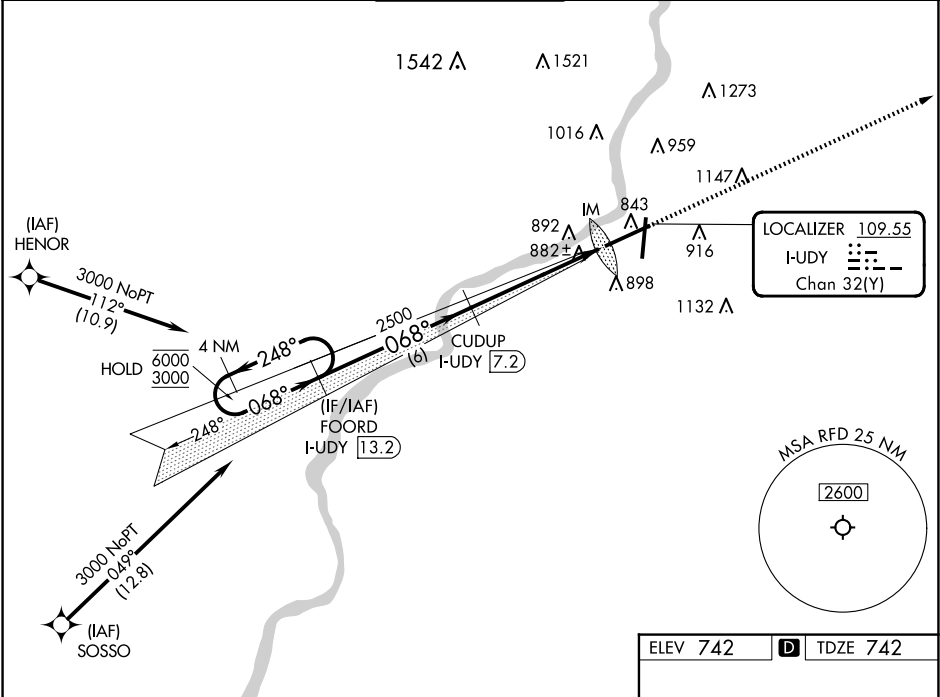 1542
1521
1273
1016
959
1147
IM
843
892
882±
916
898
1132
LOCALIZER 109.55
I-UDY
Chan 32(Y)
(IAF)
HENOR
3000 NoPT
112°
(10.9)
HOLD 6000
3000
4 NM
248°
068°
248°
2500
068°
(6)
CUDUP
I-UDY 7.2
(IF/IAF)
FOORD
I-UDY 13.2
3000 NoPT
049°
(12.8)
(IAF)
SOSSO
MSA RFD 25 NM
2600
ELEV 742 D TDZE 742